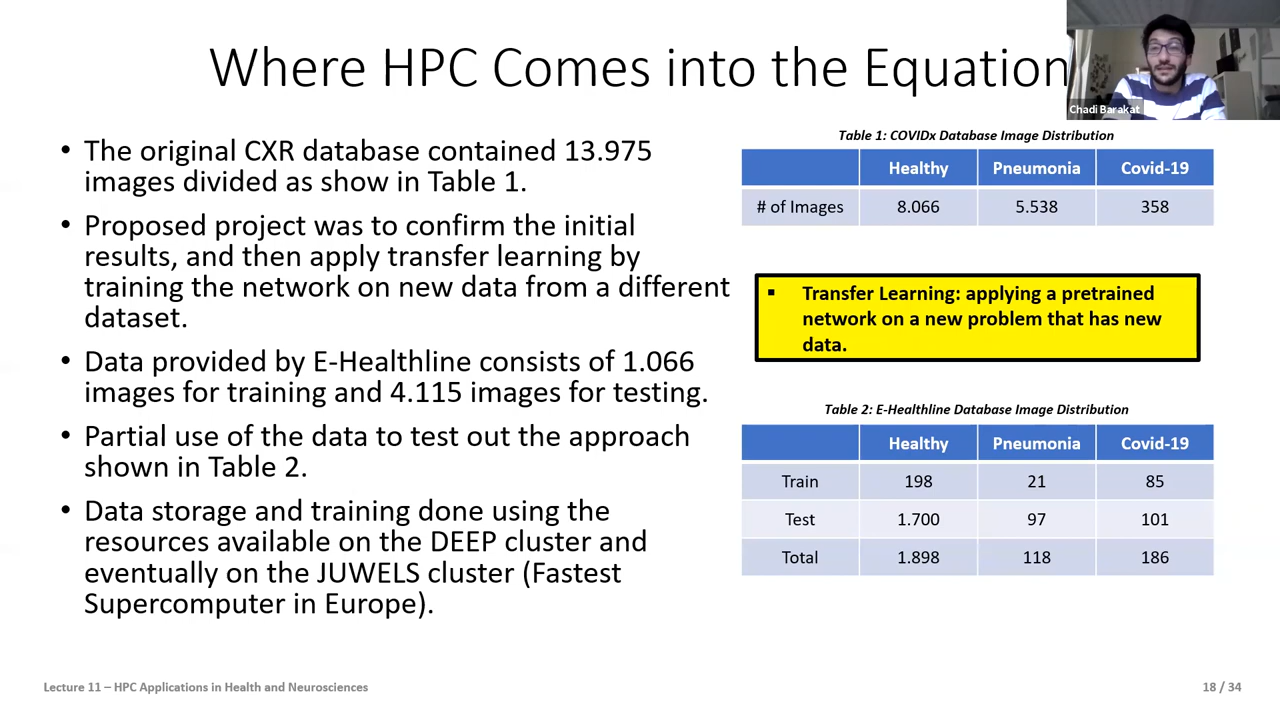 Where HPC Comes into the Equation
Chadi Barakat
• The original CXR database contained 13.975
images divided as show in Table 1.
• Proposed project was to confirm the initial
results, and then apply transfer learning by
training the network on new data from a different
dataset.
• Data provided by E-Healthline consists of 1.066
images for training and 4.115 images for testing.
• Partial use of the data to test out the approach
shown in Table 2.
• Data storage and training done using the
resources available on the DEEP cluster and
eventually on the JUWELS cluster (Fastest
Supercomputer in Europe).
Table 1: COVIDx Database Image Distribution
Healthy Pneumonia Covid-19
# of Images 8.066 5.538 358
▪ Transfer Learning: applying a pretrained
network on a new problem that has new
data.
Table 2: E-Healthline Database Image Distribution
Healthy Pneumonia Covid-19
Train 198 21 85
Test 1.700 97 101
Total 1.898 118 186
Lecture 11 – HPC Applications in Health and Neurosciences
18 / 34